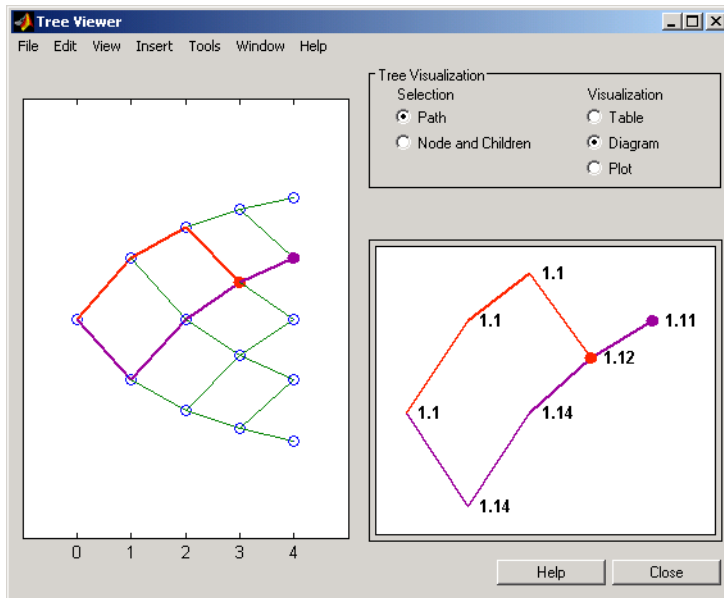 Tree Viewer
File Edit View Insert Tools Window Help
Tree Visualization
Selection
Visualization
Path
Table
Node and Children
Diagram
Plot
0 1 2 3 4
1.1
1.1
1.11
1.12
1.1
1.14
1.14
Help
Close